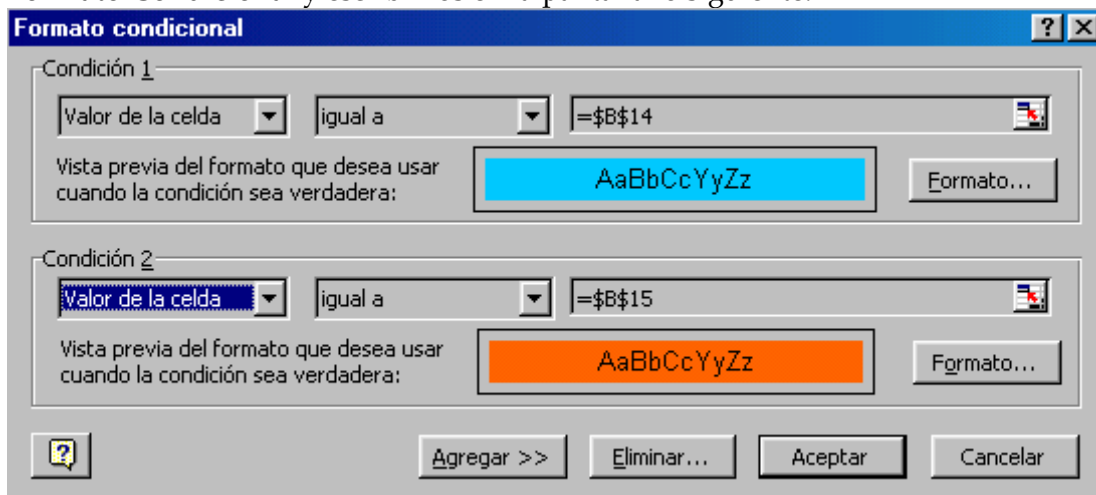 Formato condicional
Condición 1
Valor de la celda igual a =$B$14
Vista previa del formato que desea usar
cuando la condición sea verdadera:
AaBbCcYyZz
Formato...
Condición 2
Valor de la celda igual a =$B$15
Vista previa del formato que desea usar
cuando la condición sea verdadera:
AaBbCcYyZz
Formato...
Agregar >> Eliminar... Aceptar Cancelar